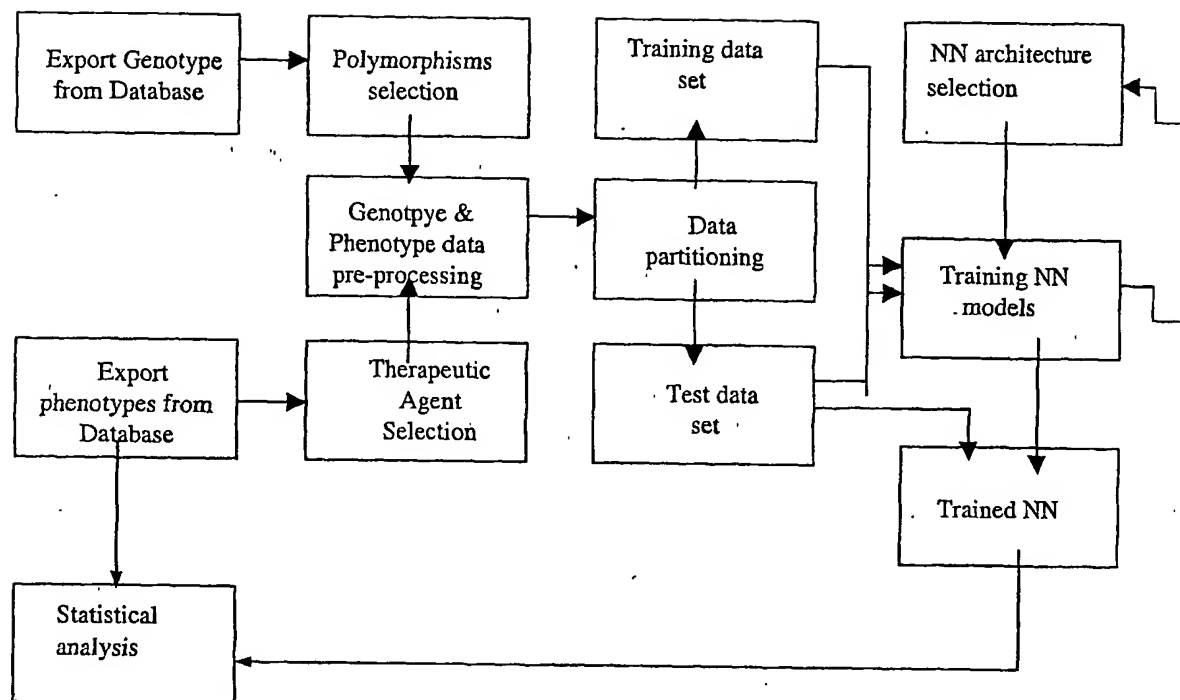 Export Genotype
from Database
Polymorphisms
selection
Training data
set
NN architecture
selection
Genotpye &
Phenotype data
pre-processing
Data
partitioning
Training NN
models
Export
phenotypes from
Database
Therapeutic
Agent
Selection
Test data
set
Trained NN
Statistical
analysis